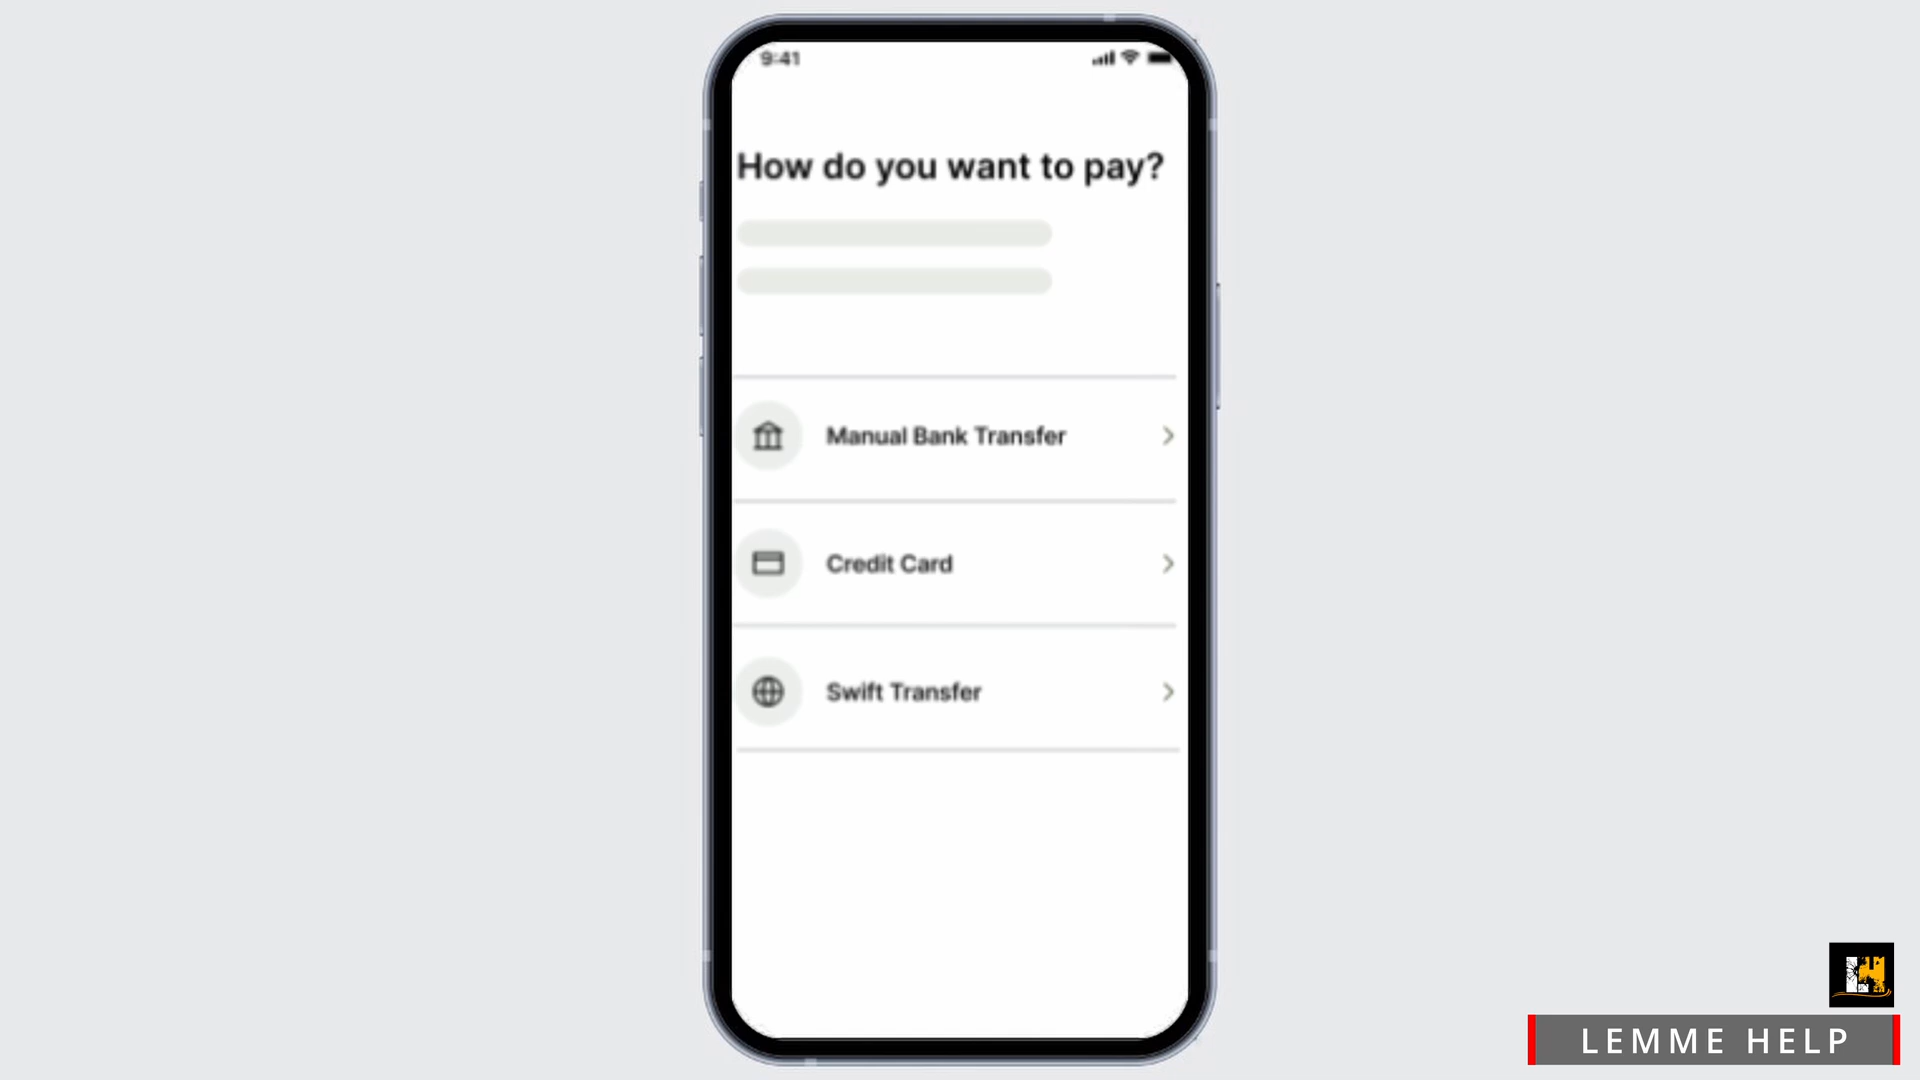 9:41
How do you want to pay?
Manual Bank Transfer
Credit Card
Swift Transfer
LEMME HELP